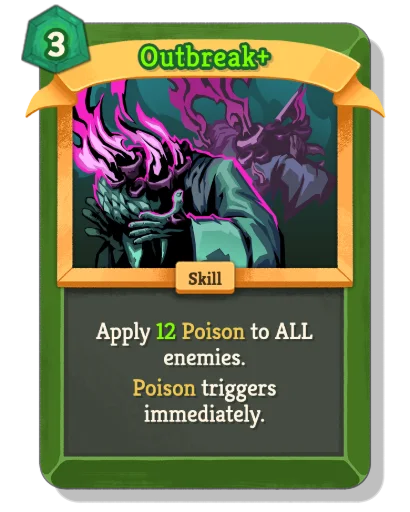 3
Outbreak+
Skill
Apply 12 Poison to ALL
enemies.
Poison triggers
immediately.